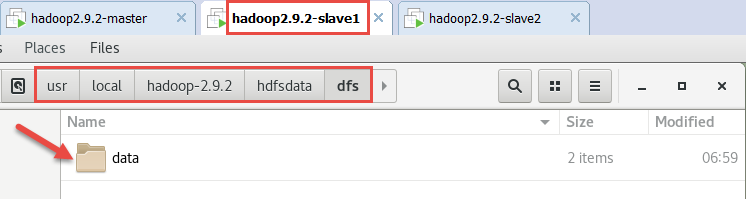 hadoop2.9.2-master hadoop2.9.2-slave1 hadoop2.9.2-slave2
Places Files
usr local hadoop-2.9.2 hdfsdata dfs
Name Size Modified
data 2 items 06:59